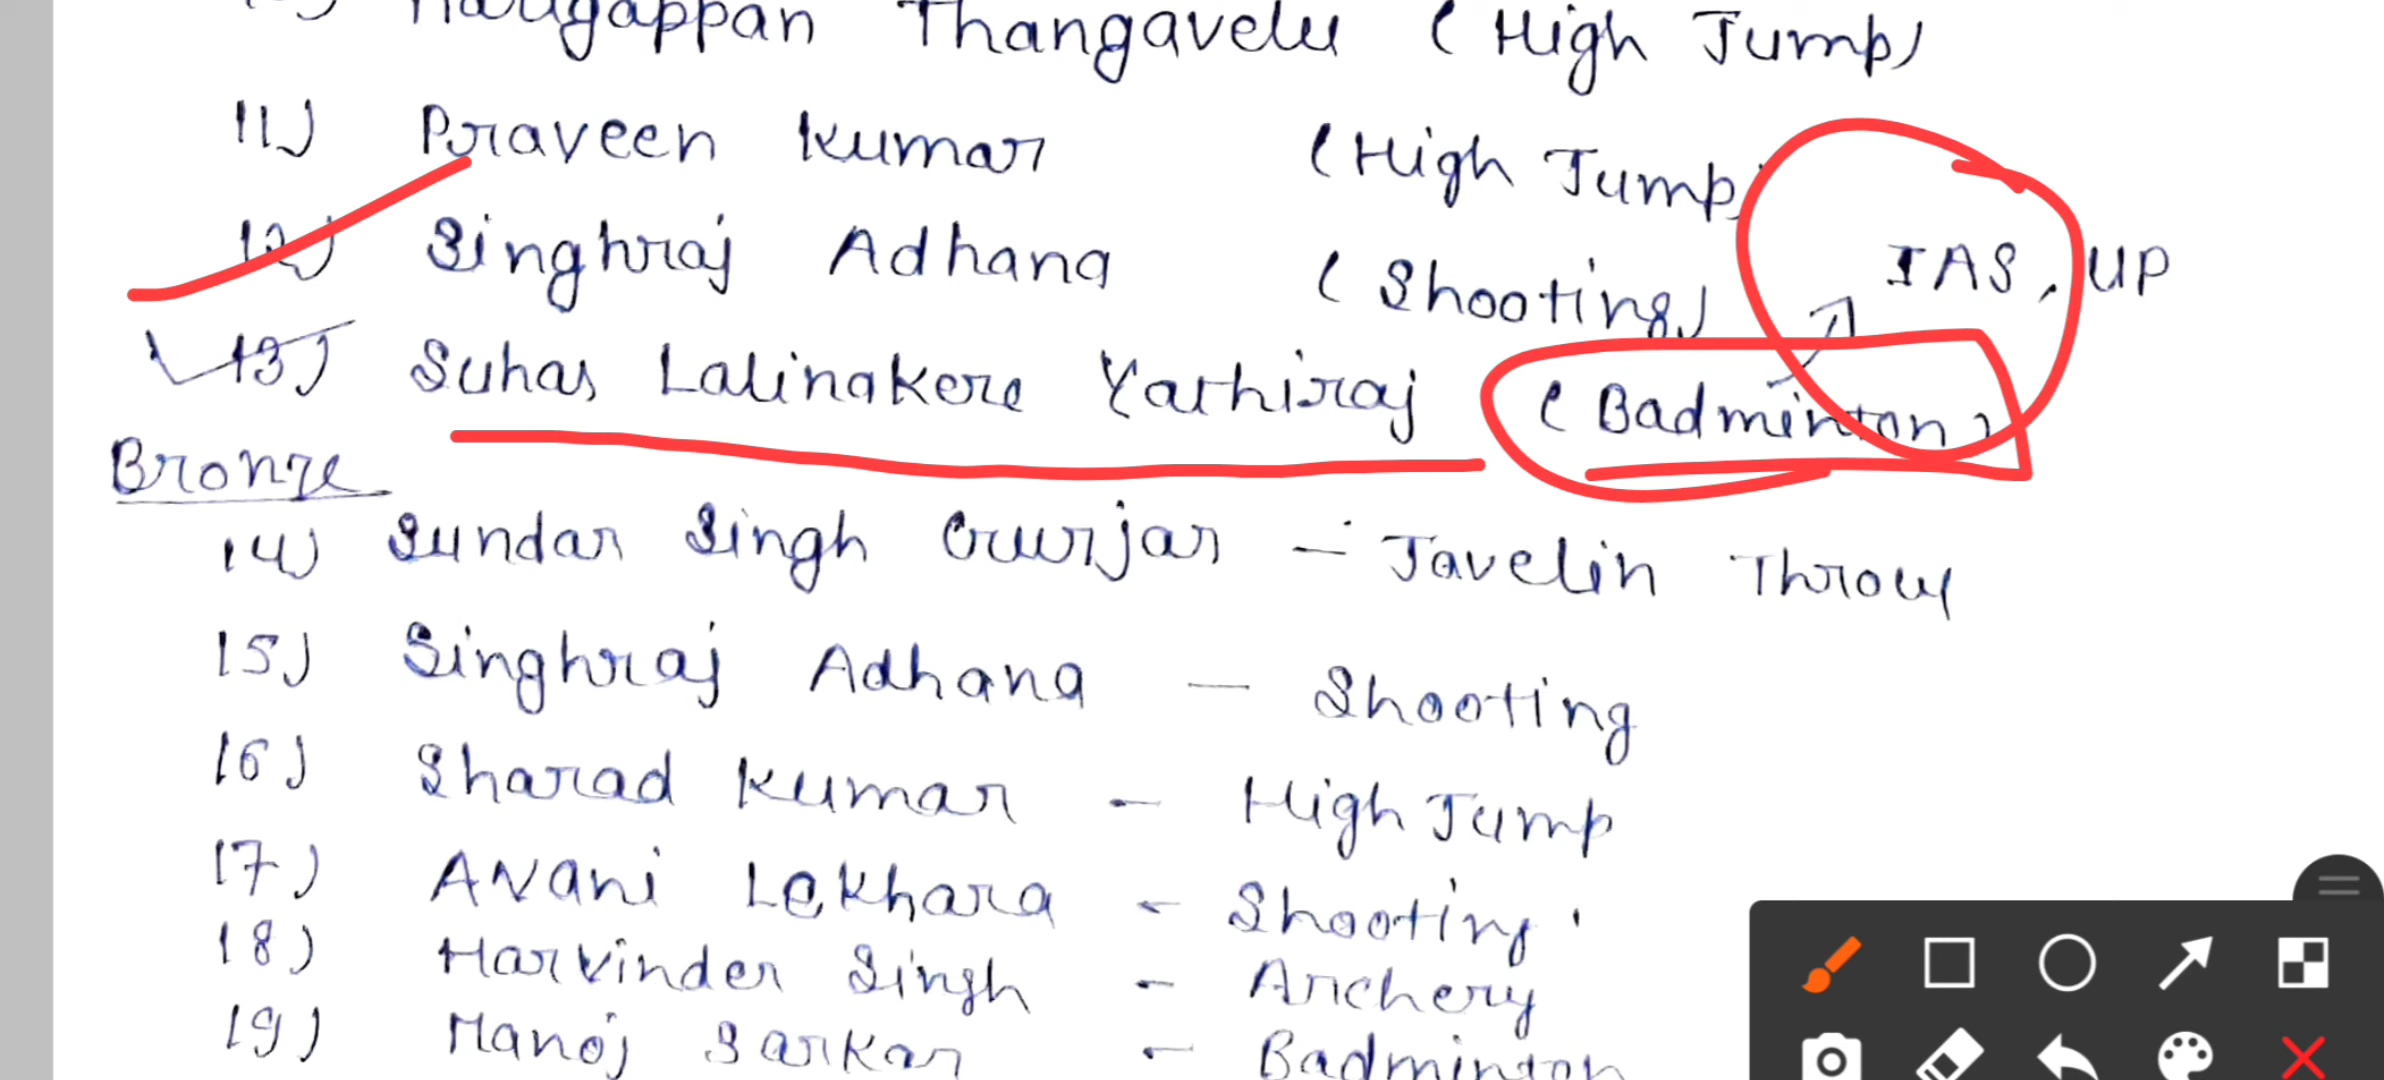 Thangavelu (High Jump)
11) Praveen Kumar (High Jump
12) Singhraj Adhana (Shooting)
IAS, UP
13) Suhas Lalinakere Yathiraj (Badminton)
Bronze
14) Sundar Singh Gurjar - Javelin Throw
15) Singhraj Adhana - Shooting
16) Sharad Kumar - High Jump
17) Avani Lekhara - Shooting
18) Harvinder Singh - Archery
19) Manoj Sarkar - Badminton